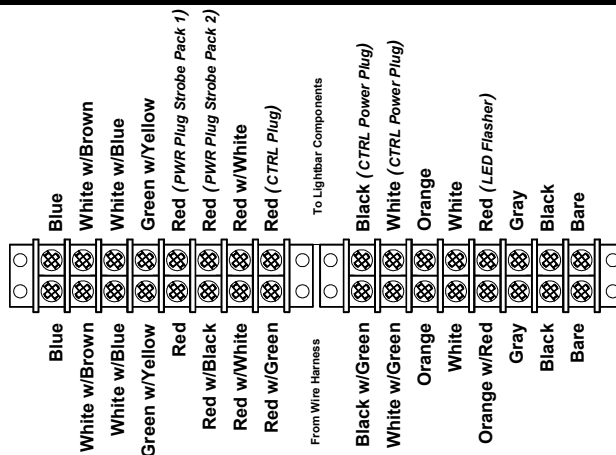 Blue
White w/Brown
White w/Blue
Green w/Yellow
Red (PWR Plug Strobe Pack 1)
Red (PWR Plug Strobe Pack 2)
Red w/White
Red (CTRL Plug)
To Lightbar Components
Black (CTRL Power Plug)
White (CTRL Power Plug)
Orange
White
Red (LED Flasher)
Gray
Black
Bare
Blue
White w/Brown
White w/Blue
Green w/Yellow
Red
Red w/Black
Red w/White
Red w/Green
From Wire Harness
Black w/Green
White w/Green
Orange
White
Orange w/Red
Gray
Black
Bare